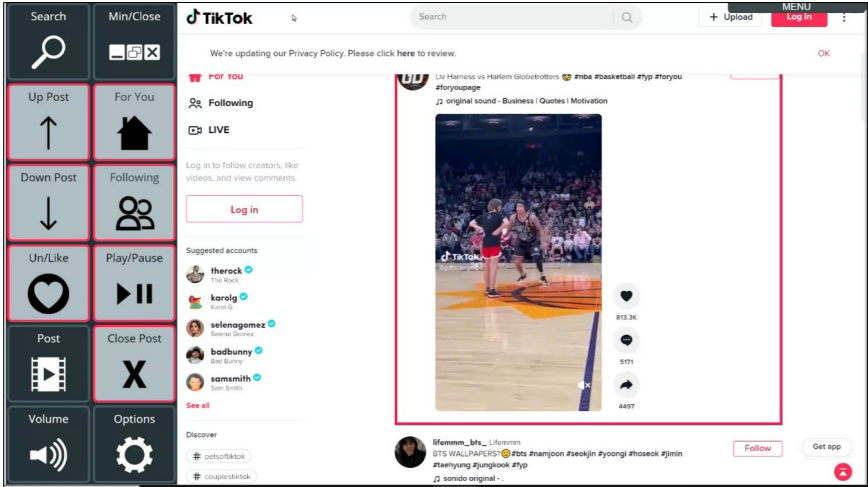 Search
Min/Close
Up Post
For You
Down Post
Following
Un/Like
Play/Pause
Post
Close Post
X
Volume
Options
TikTok
Search
+ Upload
MENU
Log In
We're updating our Privacy Policy. Please click here to review.
OK
For You
Following
LIVE
Log in to follow creators, like
videos, and view comments.
Log in
Suggested accounts
therock
The Rock
karolg
Karol G
selenagomez
Selena Gomez
badbunny
Bad Bunny
samsmith
Sam Smith
See all
Discover
# petsoftiktok
# couplestiktok
Liv Harness vs Harlem Globetrotters 😳 #nba #basketball #fyp #foryou
#foryoupage
♫ original sound - Business | Quotes | Motivation
TikTok
813.3K
5171
4497
lifemmm_bts_ Lifemmm
BTS WALLPAPERS?😊#bts #namjoon #seokjin #yoongi #hoseok #jimin
#taehyung #jungkook #fyp
♫ sonido original - .
Follow
Get app